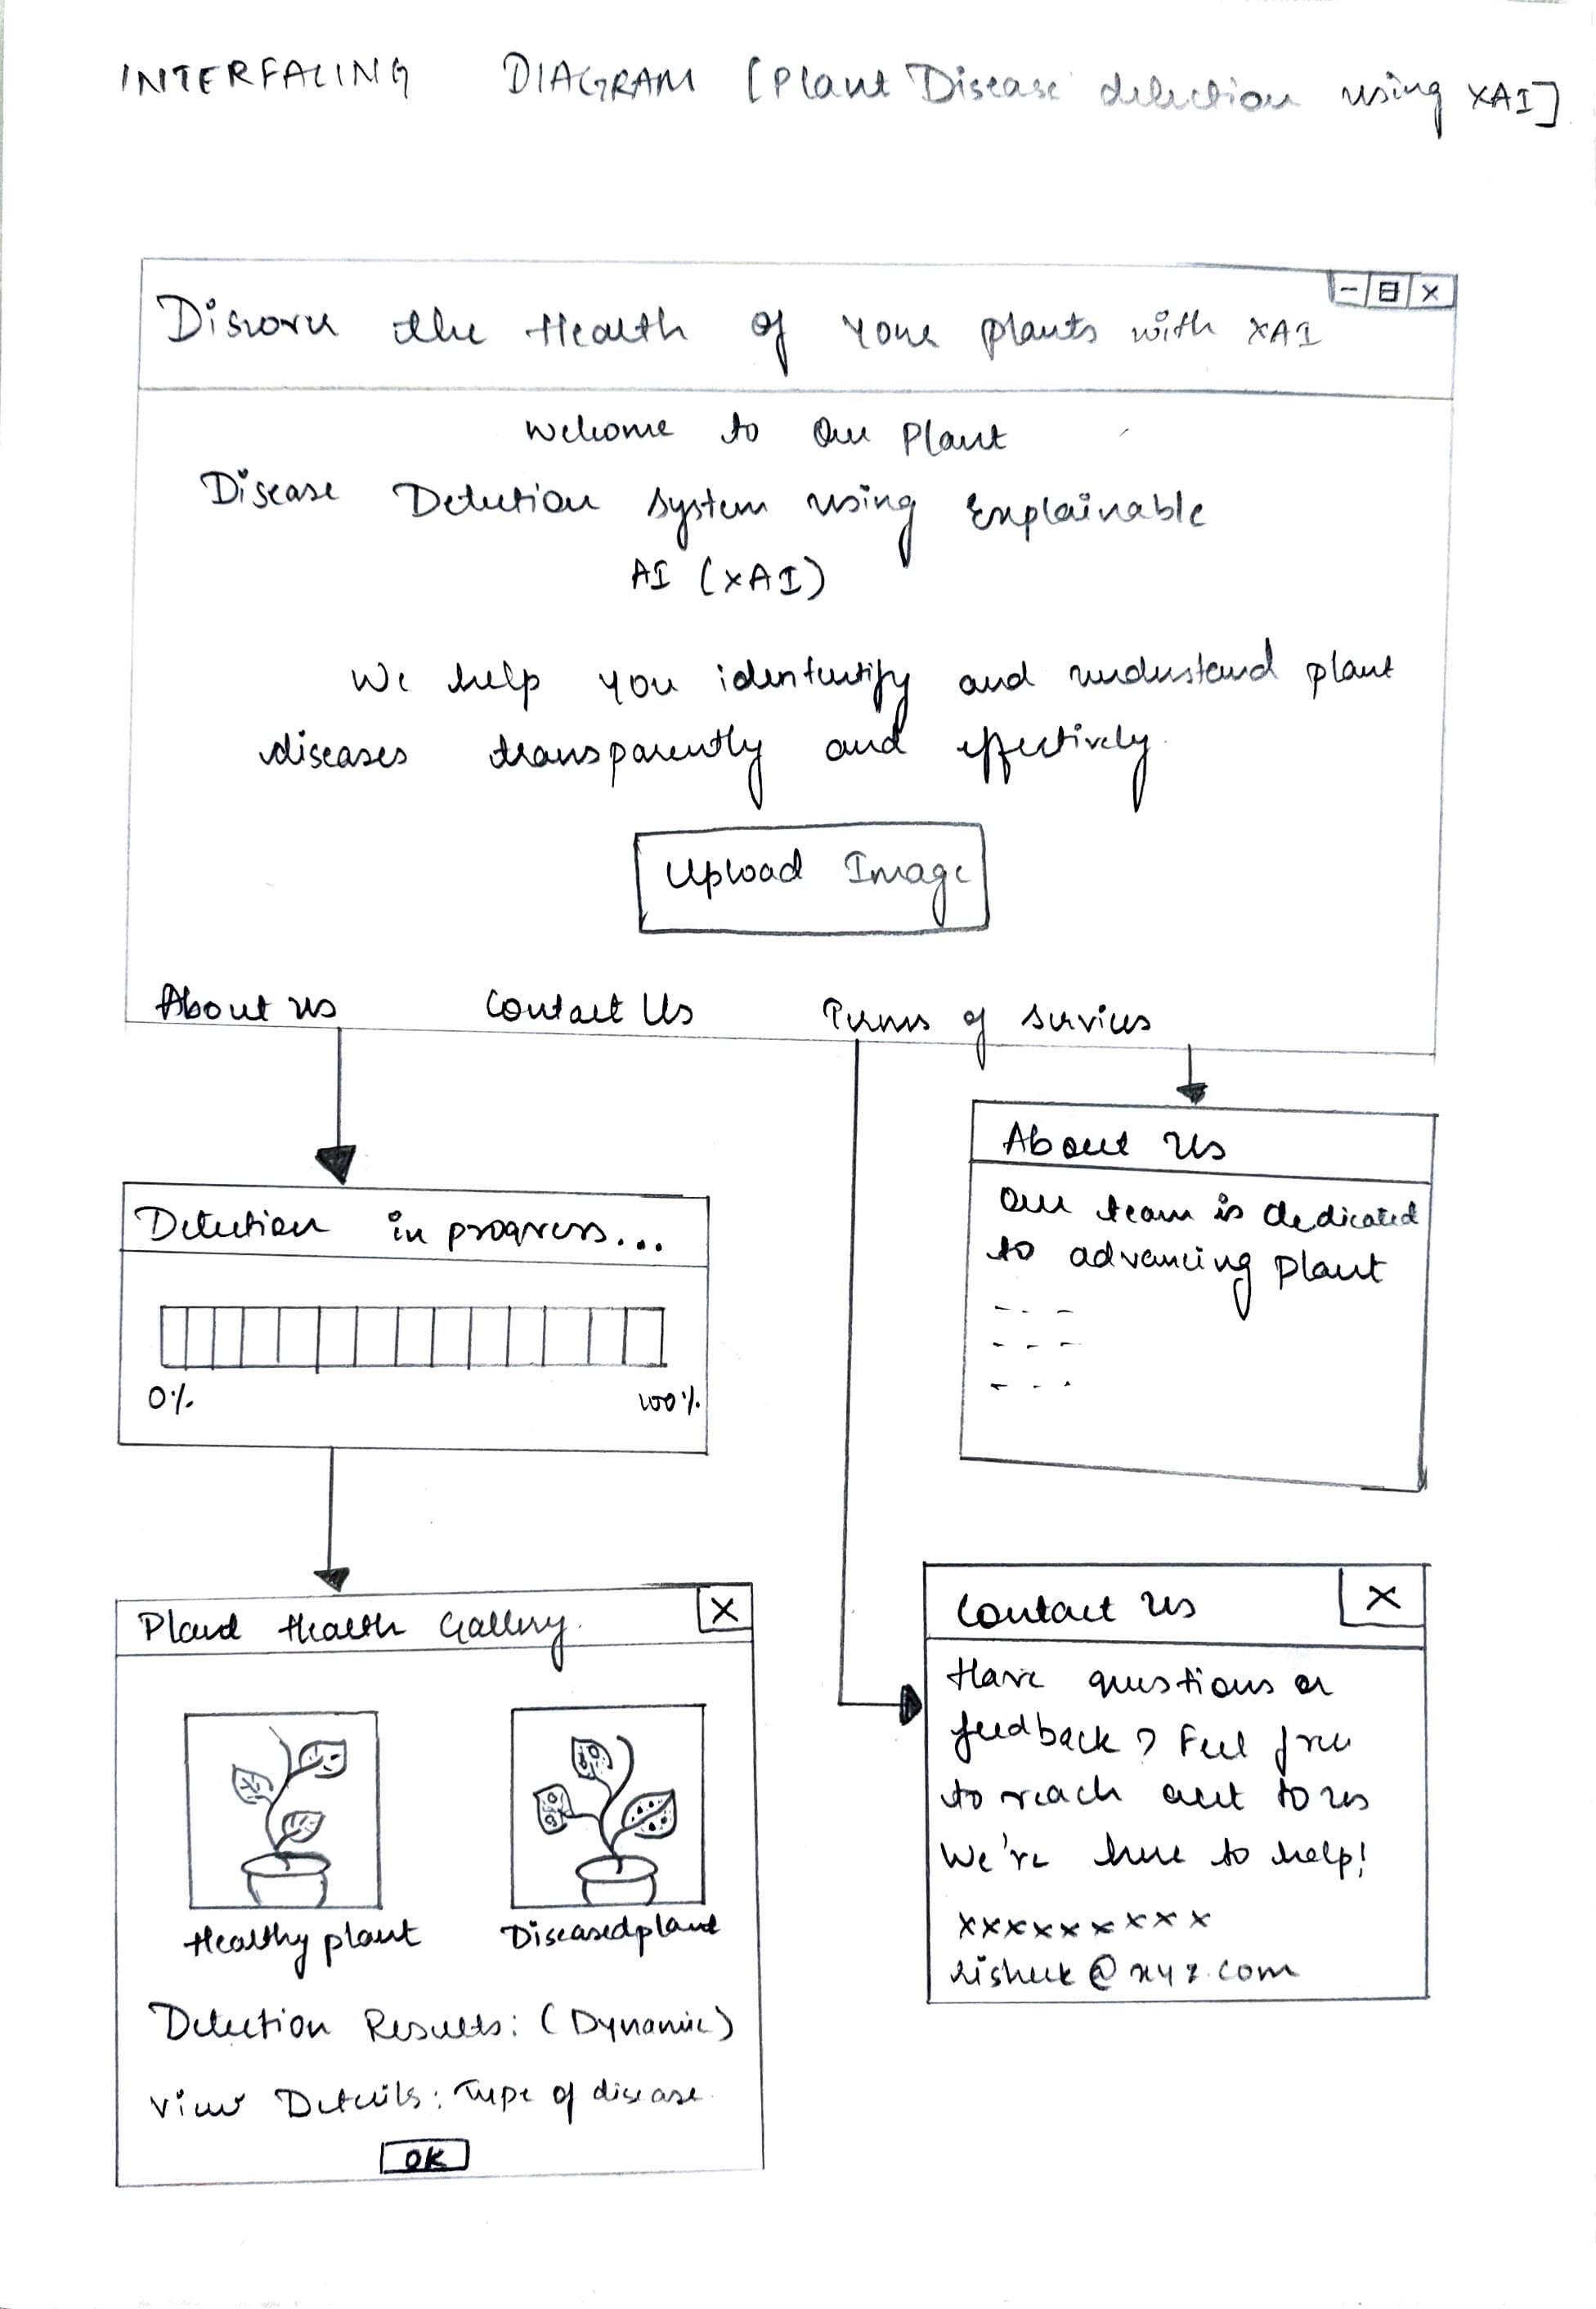 INTERFACING DIAGRAM [Plant Disease detection using XAI]
- X
Discover the Health of Your plants with XAI
Welcome to Our Plant
Disease Detection system using Explainable
AI (XAI)
We help you identutify and understand plant
diseases transparently and effectively.
Upload Image
About us Contact Us Terms of services
About Us
Our team is dedicated
to advancing plant
- - -
- - -
- - -
Detection in progress...
0% 100%
Contact Us X
Have questions or
feedback? Feel free
to reach out to us
We're here to help!
xxxxxxxxx
@xyz.com
Pland Health Gallery. X
Healthy plant Diseased plant
Detection Results: (Dynamic)
View Details: Type of disease.
OK